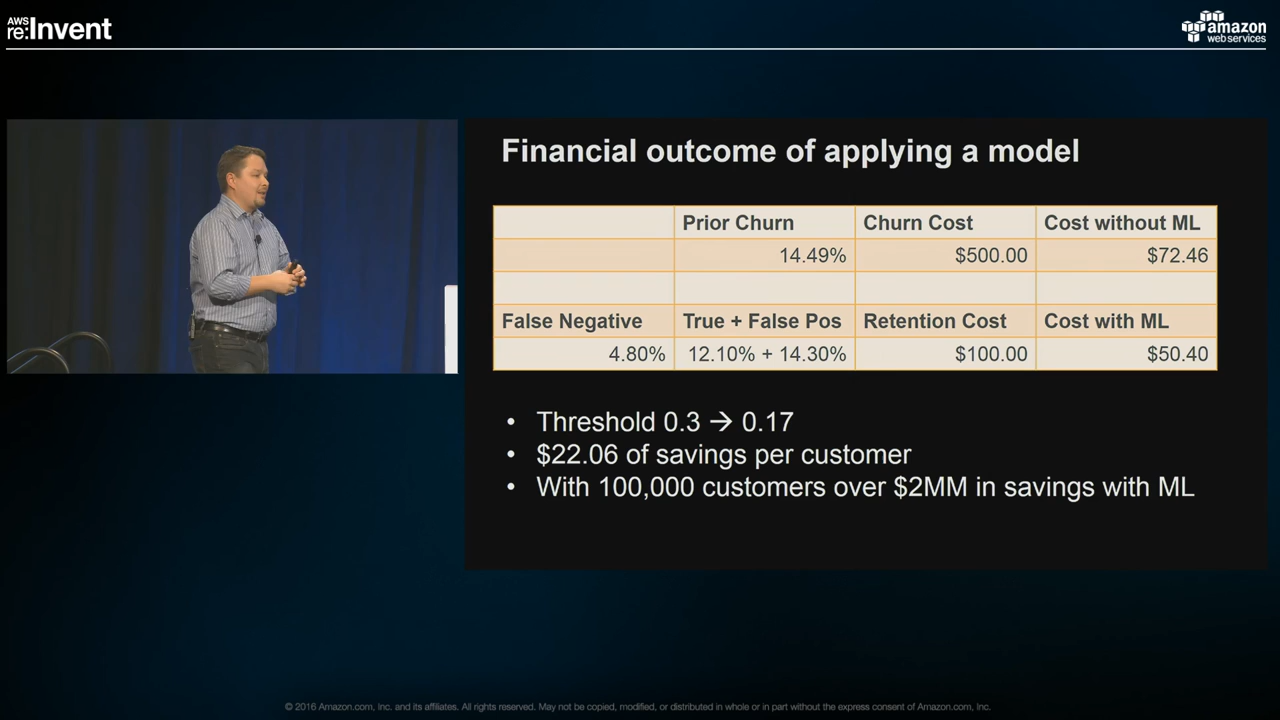 AWS
re:Invent
amazon
web services
Financial outcome of applying a model
Prior Churn Churn Cost Cost without ML
14.49% $500.00 $72.46
False Negative True + False Pos Retention Cost Cost with ML
4.80% 12.10% + 14.30% $100.00 $50.40
• Threshold 0.3 → 0.17
• $22.06 of savings per customer
• With 100,000 customers over $2MM in savings with ML
© 2016 Amazon.com, Inc. and its affiliates. All rights reserved. May not be copied, modified, or distributed in whole or in part without the express consent of Amazon.com, Inc.